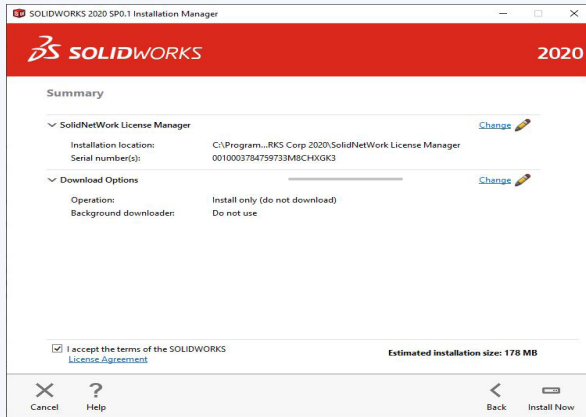 SOLIDWORKS 2020 SP0.1 Installation Manager
SOLIDWORKS 2020
Summary
SolidNetWork License Manager Change
Installation location: C:\Program...RKS Corp 2020\SolidNetWork License Manager
Serial number(s): 0010003784759733M8CHXGK3
Download Options Change
Operation: Install only (do not download)
Background downloader: Do not use
I accept the terms of the SOLIDWORKS
License Agreement
Estimated installation size: 178 MB
Cancel Help Back Install Now